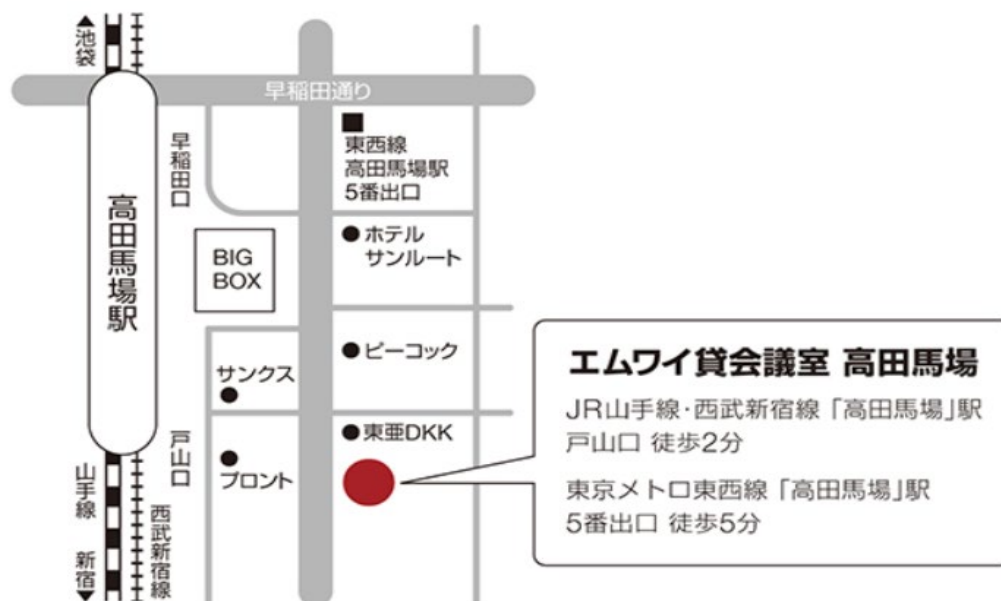 ▲池袋
早稲田通り
早稲田口
東西線
高田馬場駅
5番出口
高田馬場駅
BIG
BOX
ホテル
サンルート
ピーコック
サンクス
東亜DKK
戸山口
プロント
山手線 新宿▼
西武新宿線
エムワイ貸会議室 高田馬場
JR山手線・西武新宿線「高田馬場」駅
戸山口 徒歩2分
東京メトロ東西線「高田馬場」駅
5番出口 徒歩5分